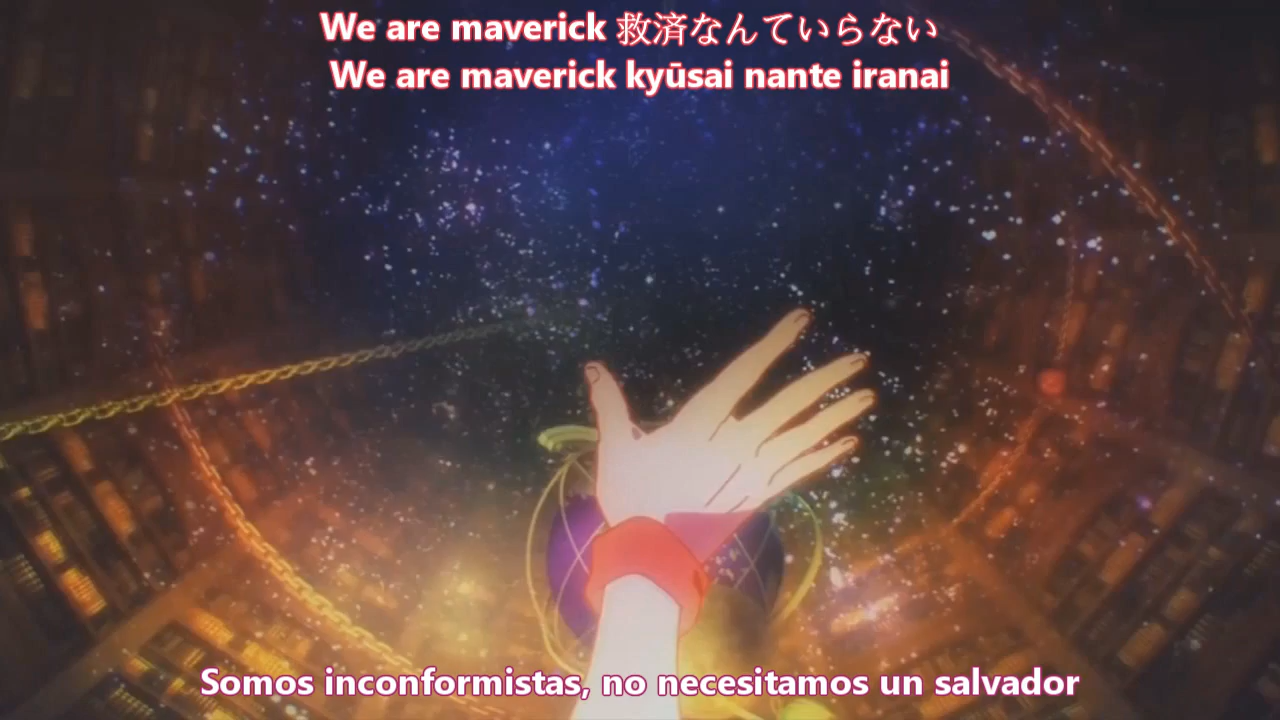 We are maverick 救済なんていらない
We are maverick kyūsai nante iranai
Somos inconformistas, no necesitamos un salvador